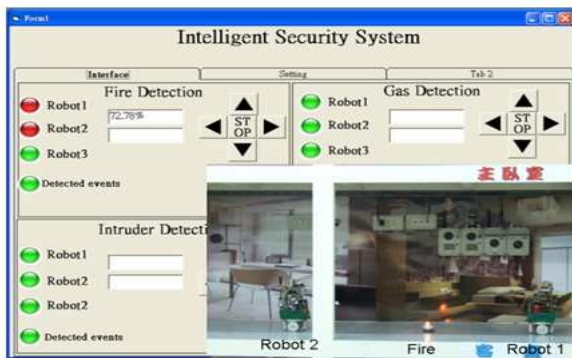 Form1
Intelligent Security System
Interface
Setting
Tab 2
Fire Detection
Robot1
72.78%
Robot2
Robot3
Detected events
ST
OP
Gas Detection
Robot1
Robot2
Robot3
ST
OP
Intruder Detecti
Robot1
Robot2
Robot2
Detected events
主臥室
Robot 2
Fire
Robot 1